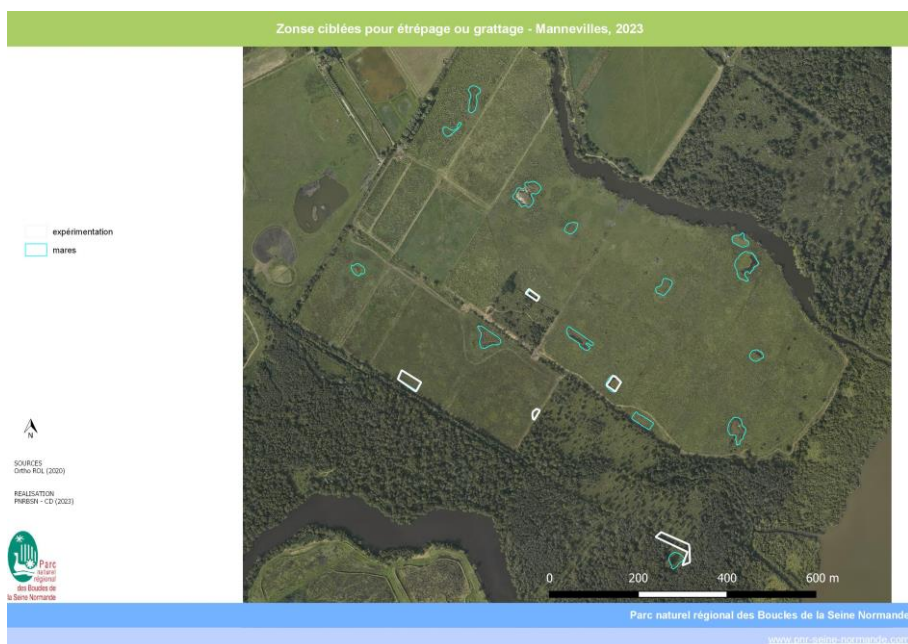 Zonse ciblées pour étrépage ou grattage - Mannevilles, 2023
expérimentation
mares
N
SOURCES
Ortho ROL (2020)
REALISATION
PNRBSN - CD (2023)
Parc
naturel
régional
des Boucles de
la Seine Normande
0 200 400 600 m
Parc naturel régional des Boucles de la Seine Normande
www.pnr-seine-normande.com